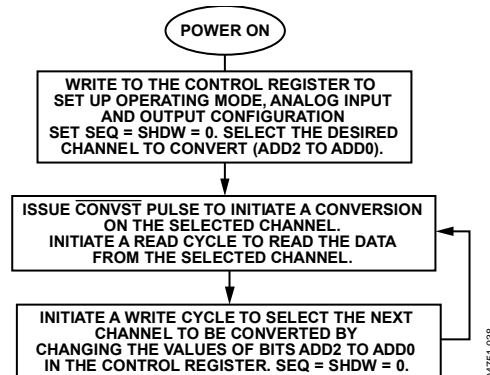 POWER ON
WRITE TO THE CONTROL REGISTER TO
SET UP OPERATING MODE, ANALOG INPUT
AND OUTPUT CONFIGURATION
SET SEQ = SHDW = 0. SELECT THE DESIRED
CHANNEL TO CONVERT (ADD2 TO ADD0).
ISSUE CONVST PULSE TO INITIATE A CONVERSION
ON THE SELECTED CHANNEL.
INITIATE A READ CYCLE TO READ THE DATA
FROM THE SELECTED CHANNEL.
INITIATE A WRITE CYCLE TO SELECT THE NEXT
CHANNEL TO BE CONVERTED BY
CHANGING THE VALUES OF BITS ADD2 TO ADD0
IN THE CONTROL REGISTER. SEQ = SHDW = 0.